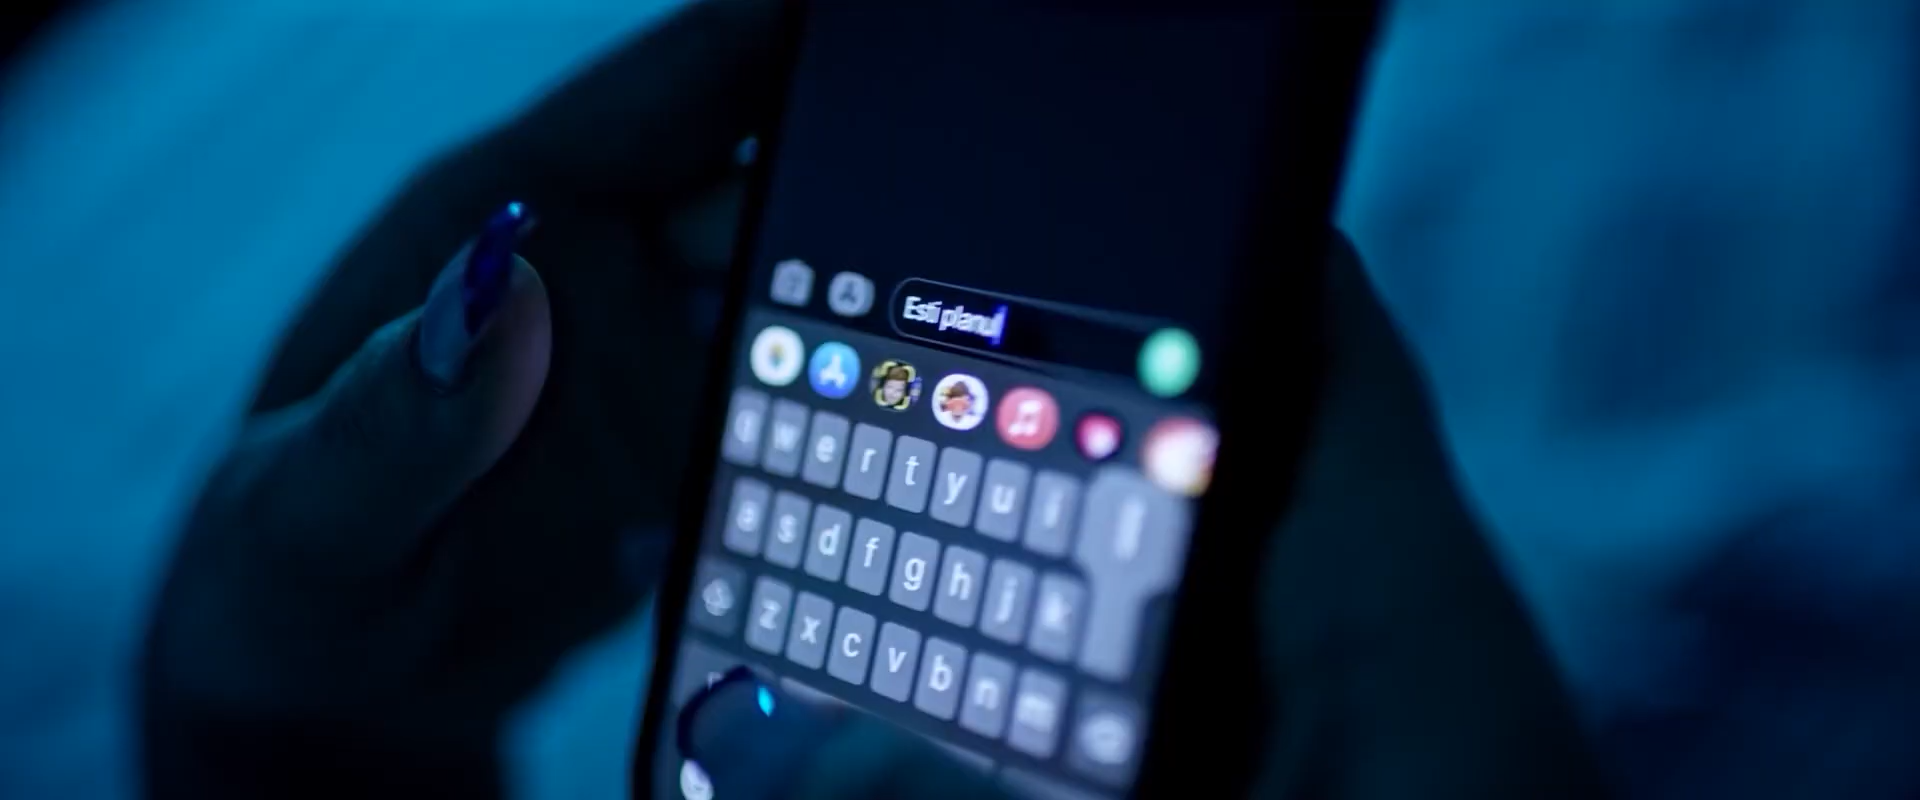 Esti planul
q w e r t y u i l
a s d f g h j k
z x c v b n m